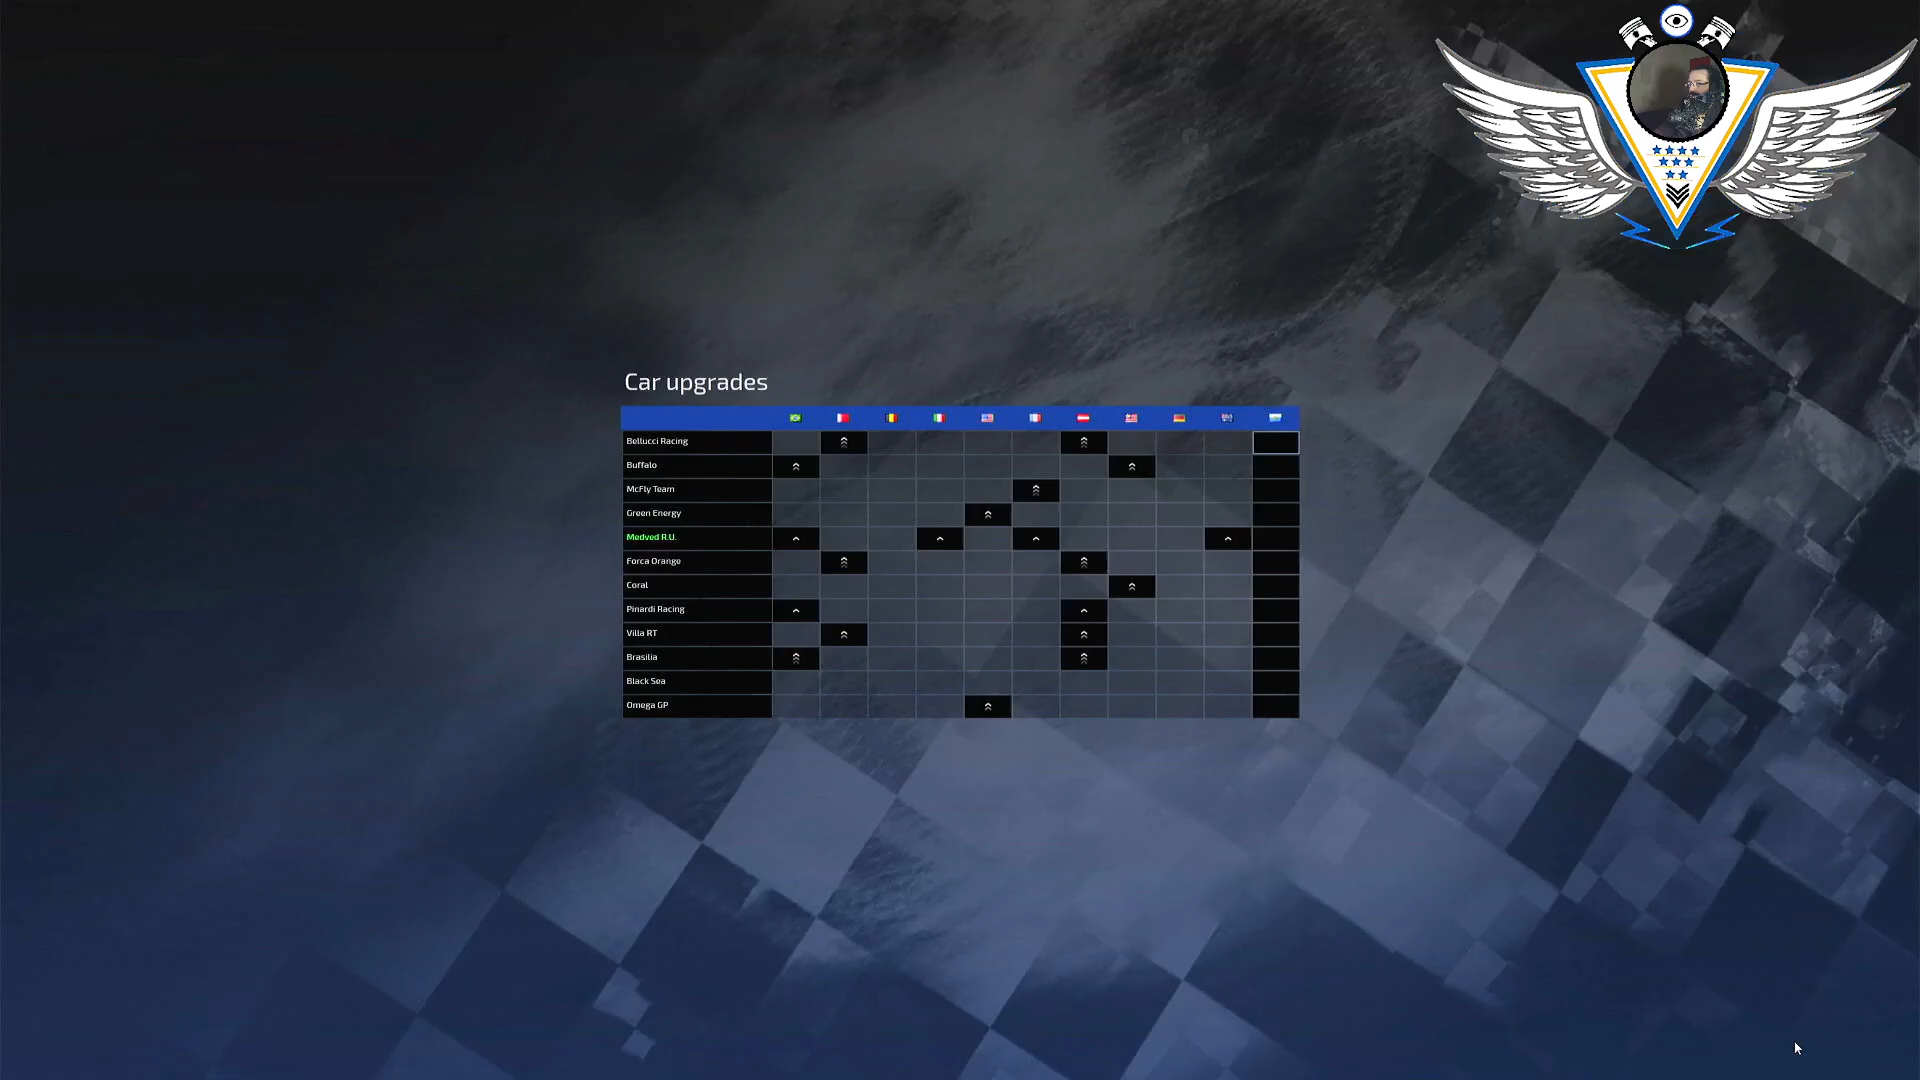 Car upgrades
Bellucci Racing
Buffalo
McFly Team
Green Energy
Medved R.U.
Forca Orange
Coral
Pinardi Racing
Villa RT
Brasilia
Black Sea
Omega GP